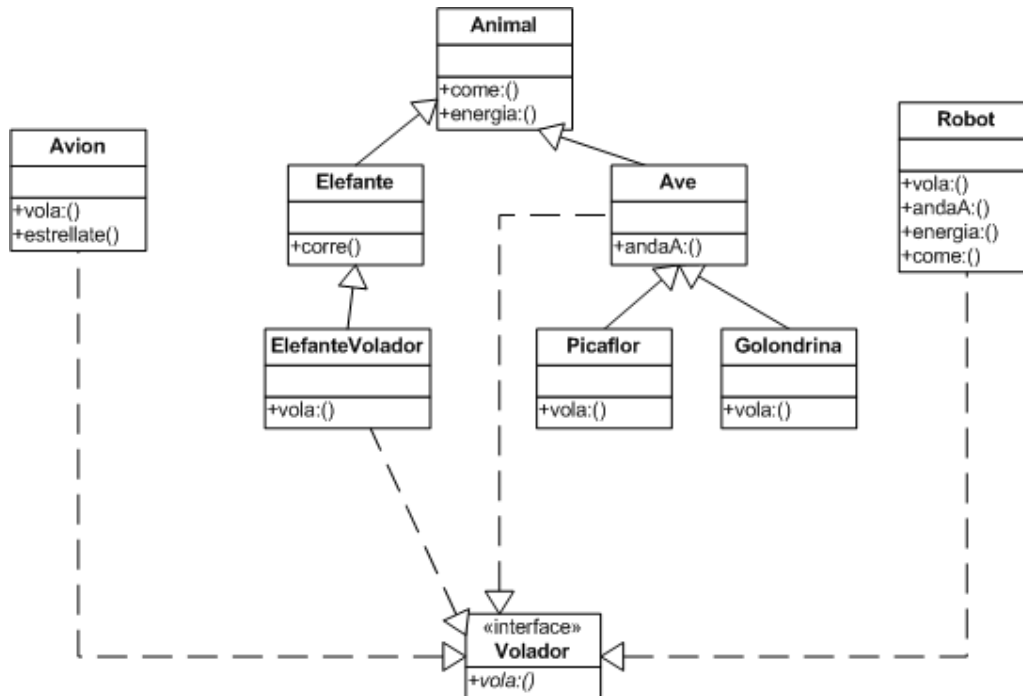 Animal
+come:()
+energia:()
Avion
+vola:()
+estrellate()
Elefante
+corre()
Ave
+andaA:()
Robot
+vola:()
+andaA:()
+energia:()
+come:()
ElefanteVolador
+vola:()
Picaflor
+vola:()
Golondrina
+vola:()
«interface»
Volador
+vola:()